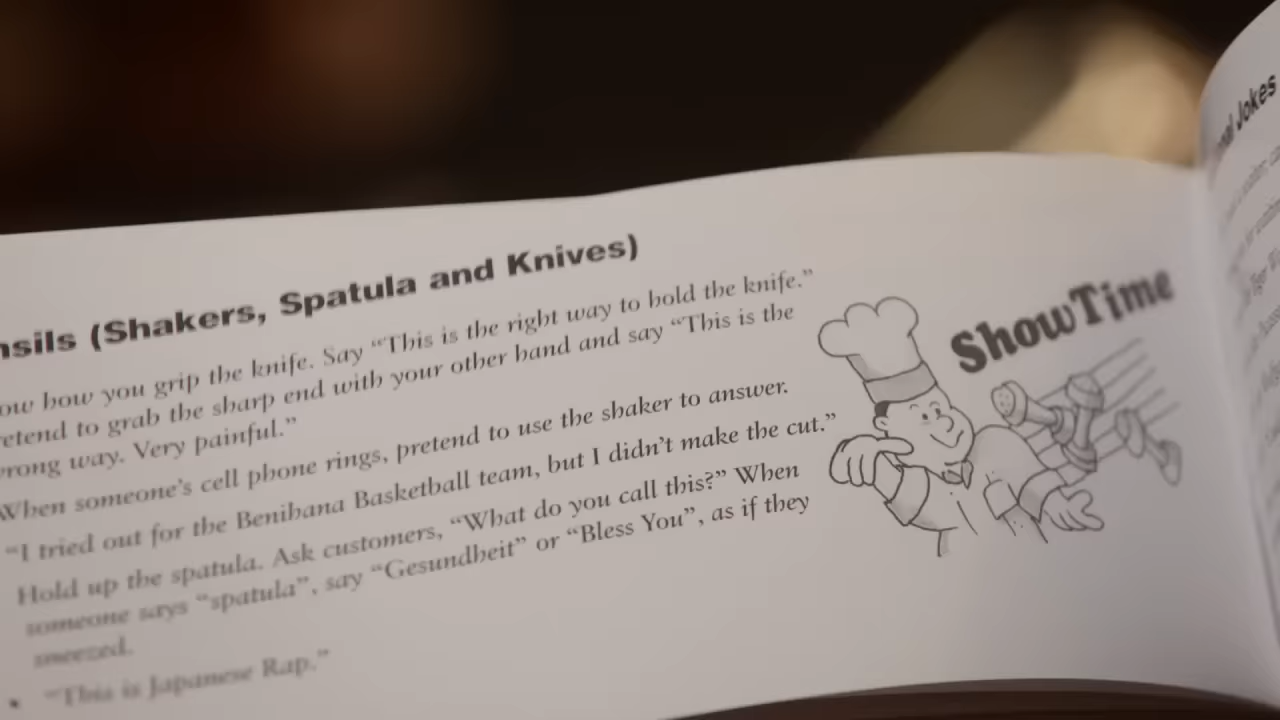 nsils (Shakers, Spatula and Knives)
ow how you grip the knife. Say “This is the right way to hold the knife.”
retend to grab the sharp end with your other hand and say “This is the
wrong way. Very painful.”
When someone’s cell phone rings, pretend to use the shaker to answer.
“I tried out for the Benihana Basketball team, but I didn’t make the cut.”
Hold up the spatula. Ask customers, “What do you call this?” When
someone says “spatula”, say “Gesundheit” or “Bless You”, as if they
sneezed.
• “This is Japanese Rap.”
ShowTime
nal Jokes